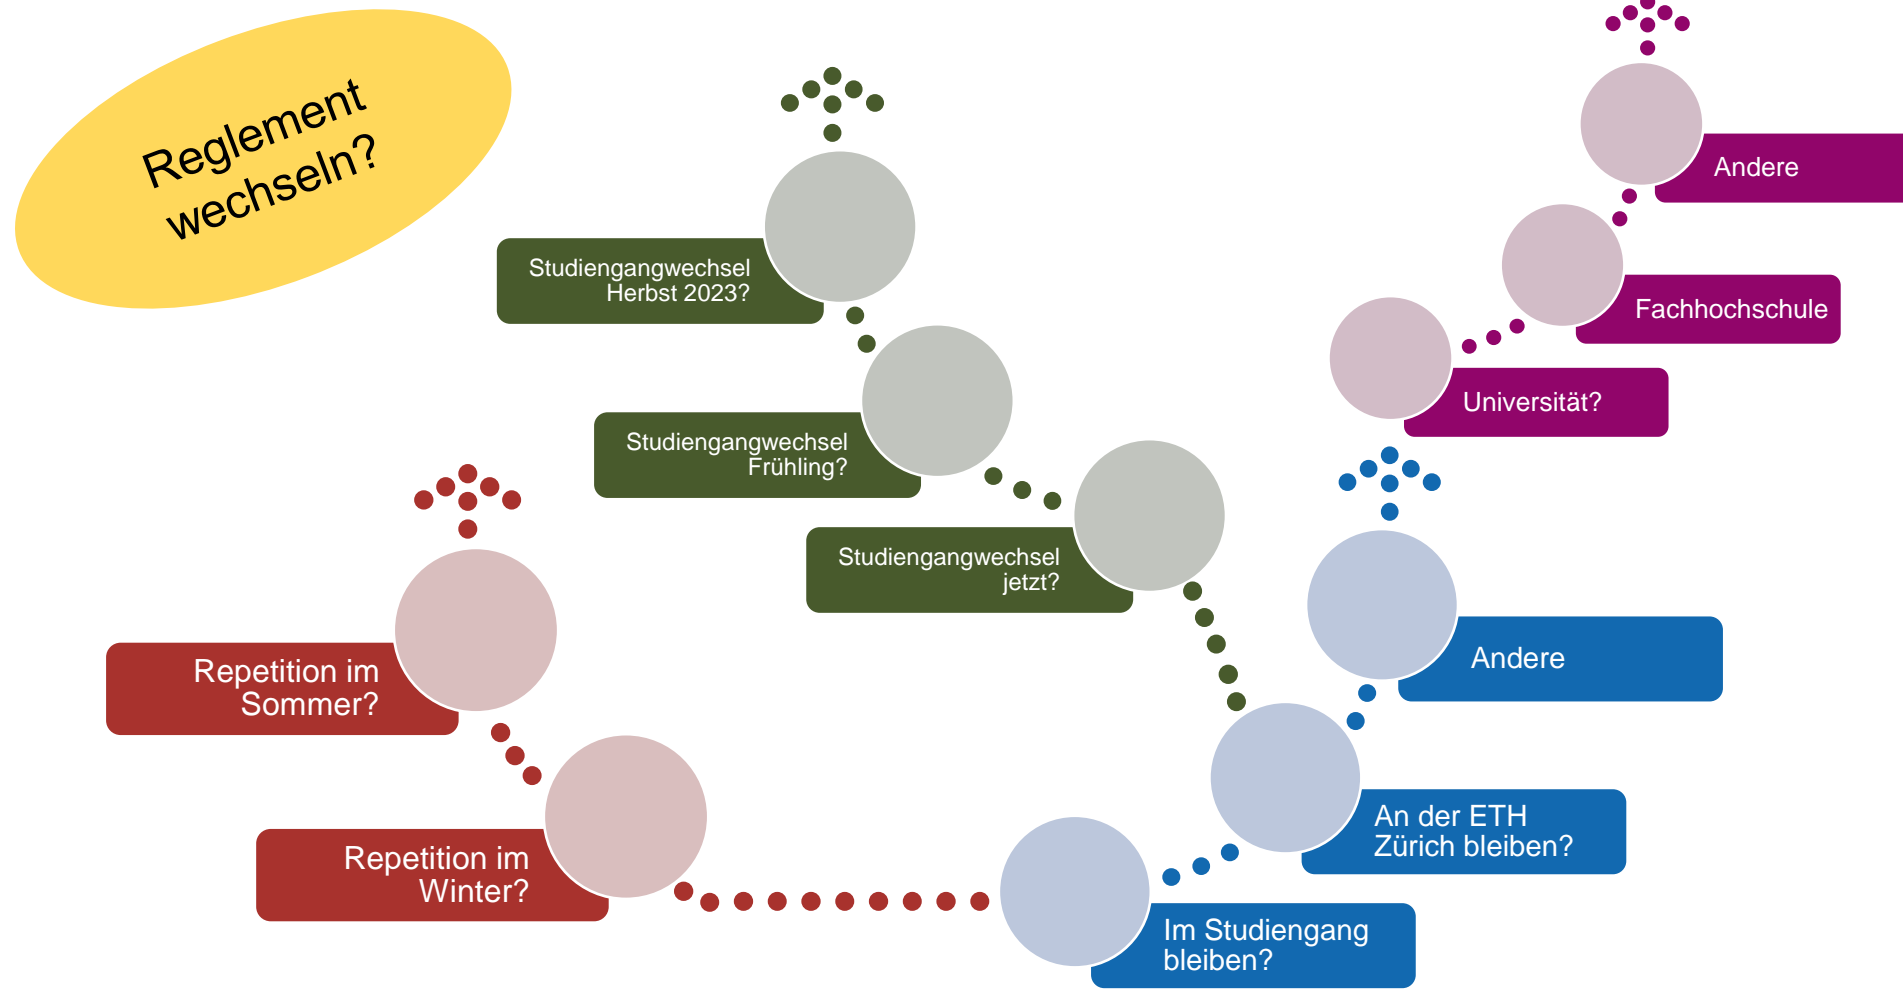 Reglement
wechseln?
Andere
Studiengangwechsel
Herbst 2023?
Fachhochschule
Universität?
Studiengangwechsel
Frühling?
Studiengangwechsel
jetzt?
Repetition im
Sommer?
Andere
An der ETH
Zürich bleiben?
Repetition im
Winter?
Im Studiengang
bleiben?